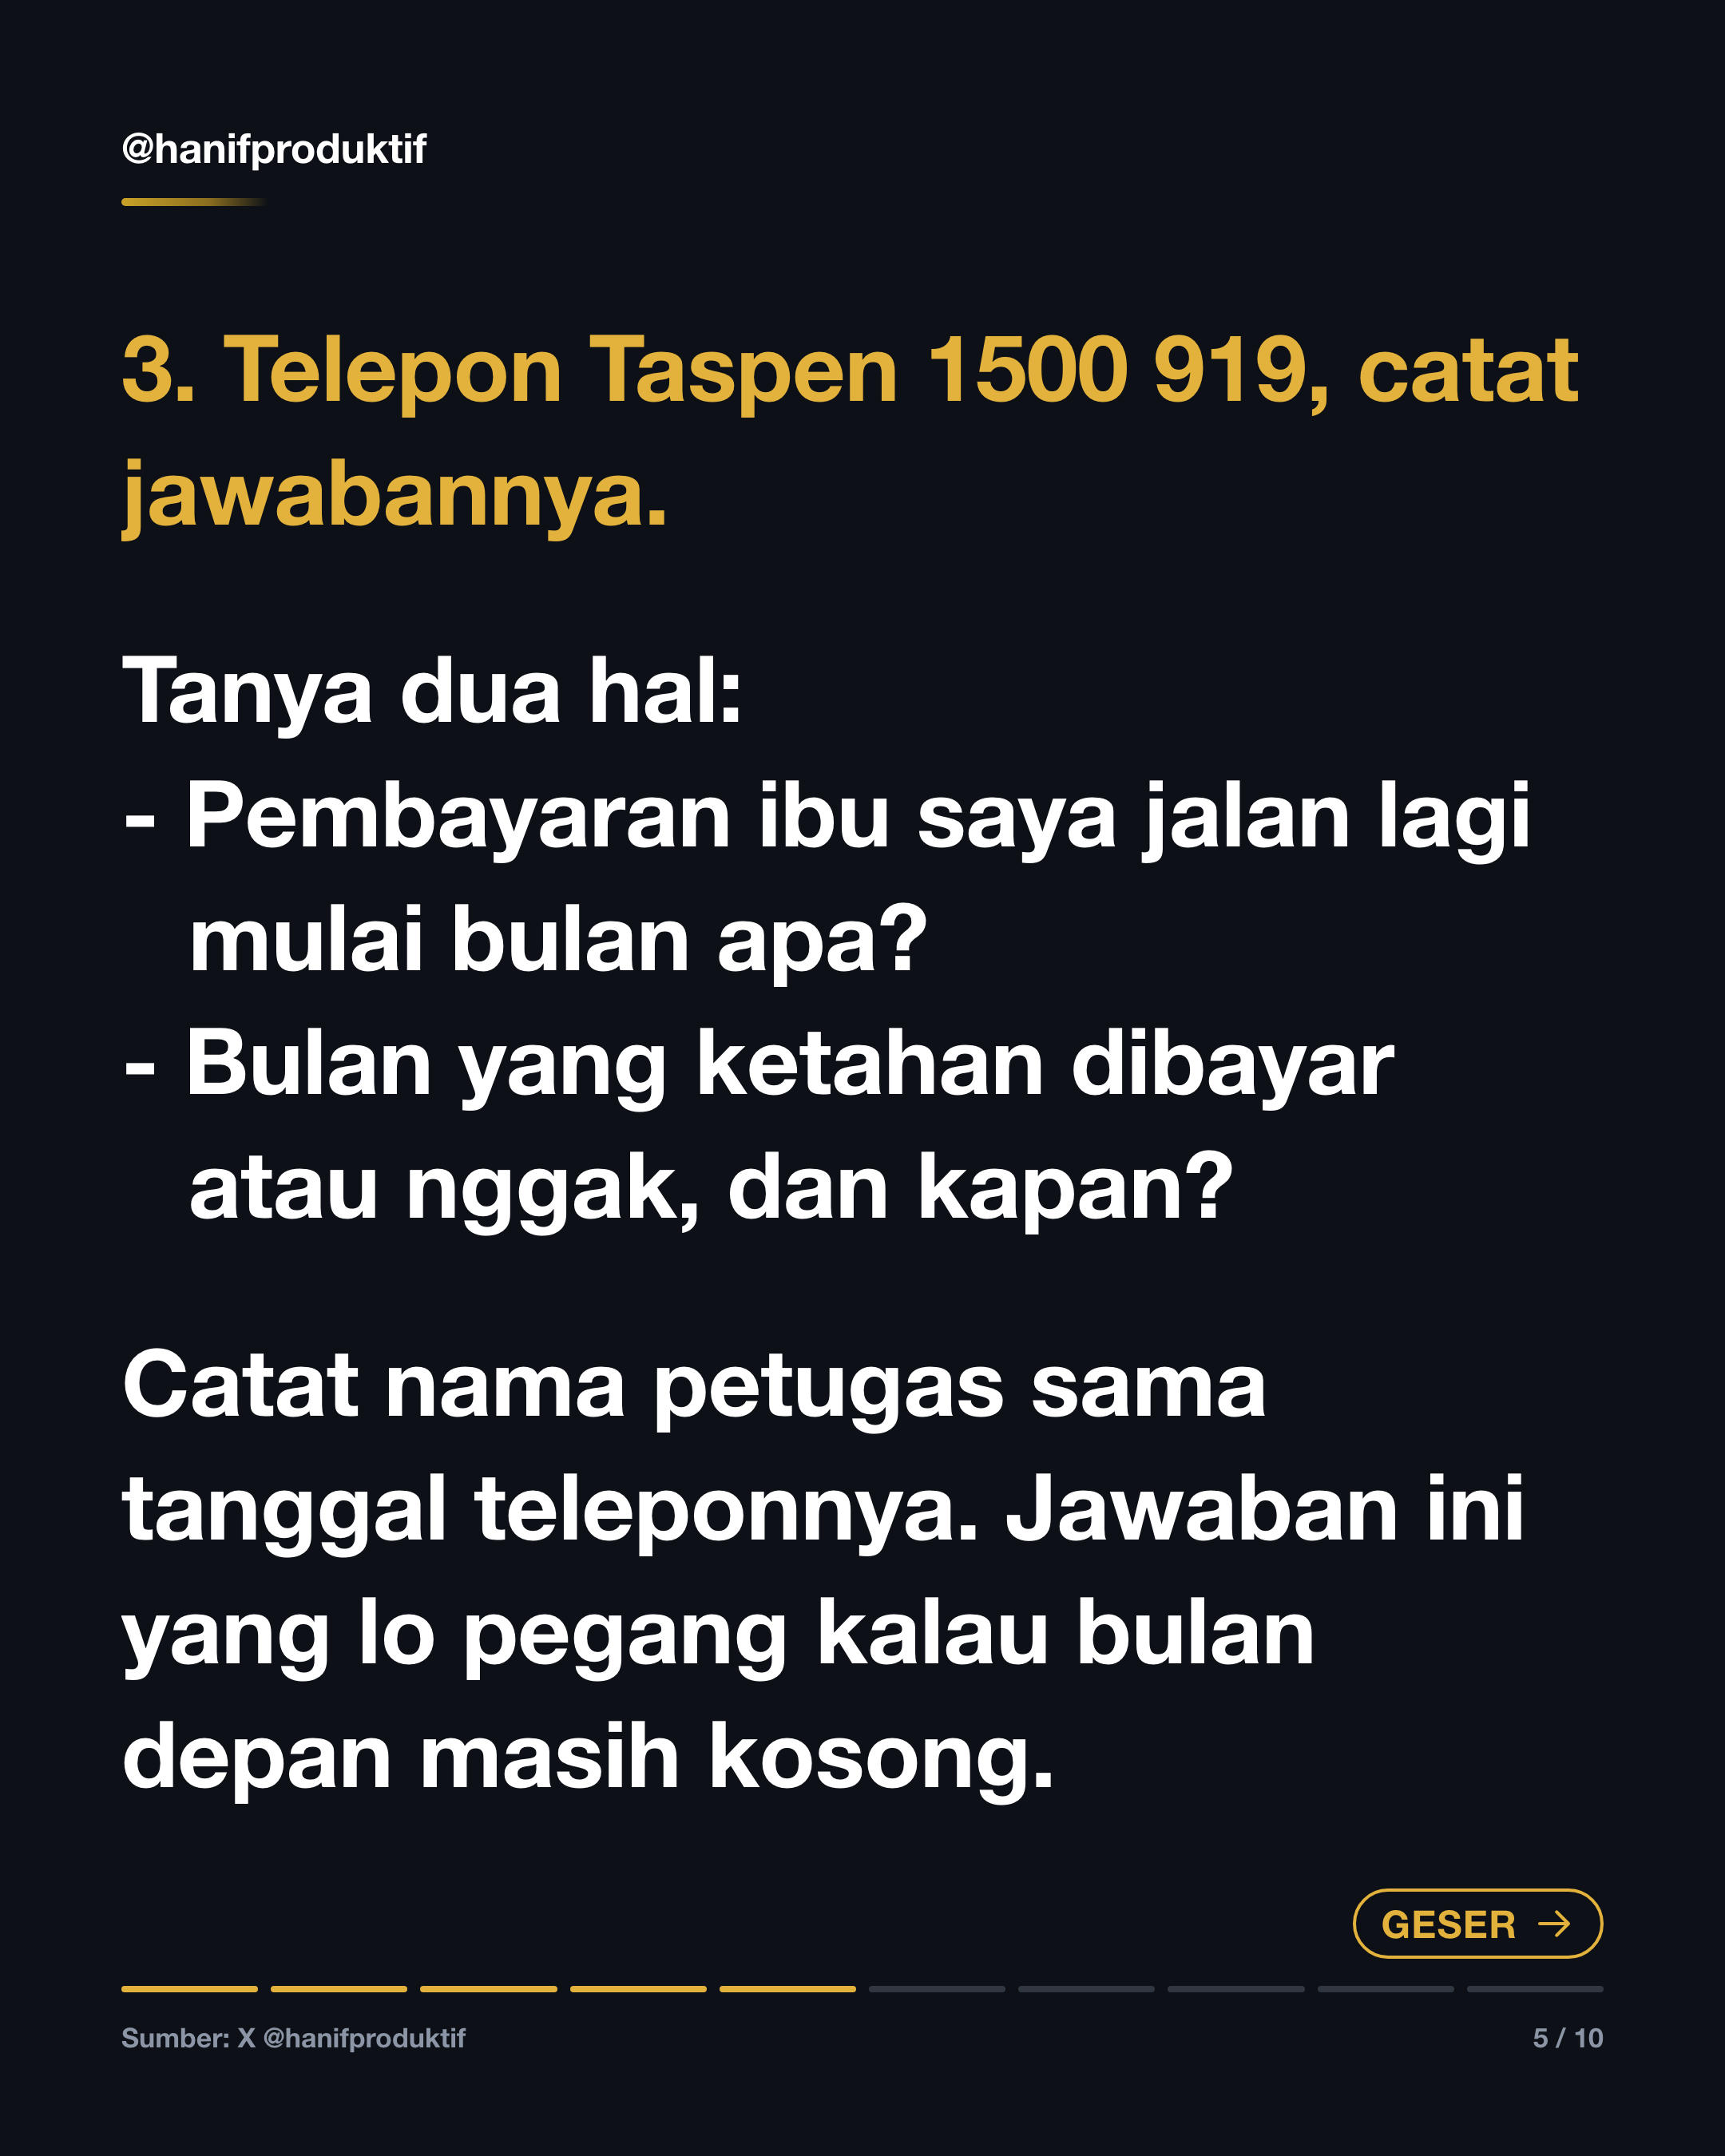 @hanifproduktif
3. Telepon Taspen 1500 919, catat
jawabannya.
Tanya dua hal:
- Pembayaran ibu saya jalan lagi
mulai bulan apa?
- Bulan yang ketahan dibayar
atau nggak, dan kapan?
Catat nama petugas sama
tanggal teleponnya. Jawaban ini
yang lo pegang kalau bulan
depan masih kosong.
GESER →
Sumber: X @hanifproduktif
5 / 10